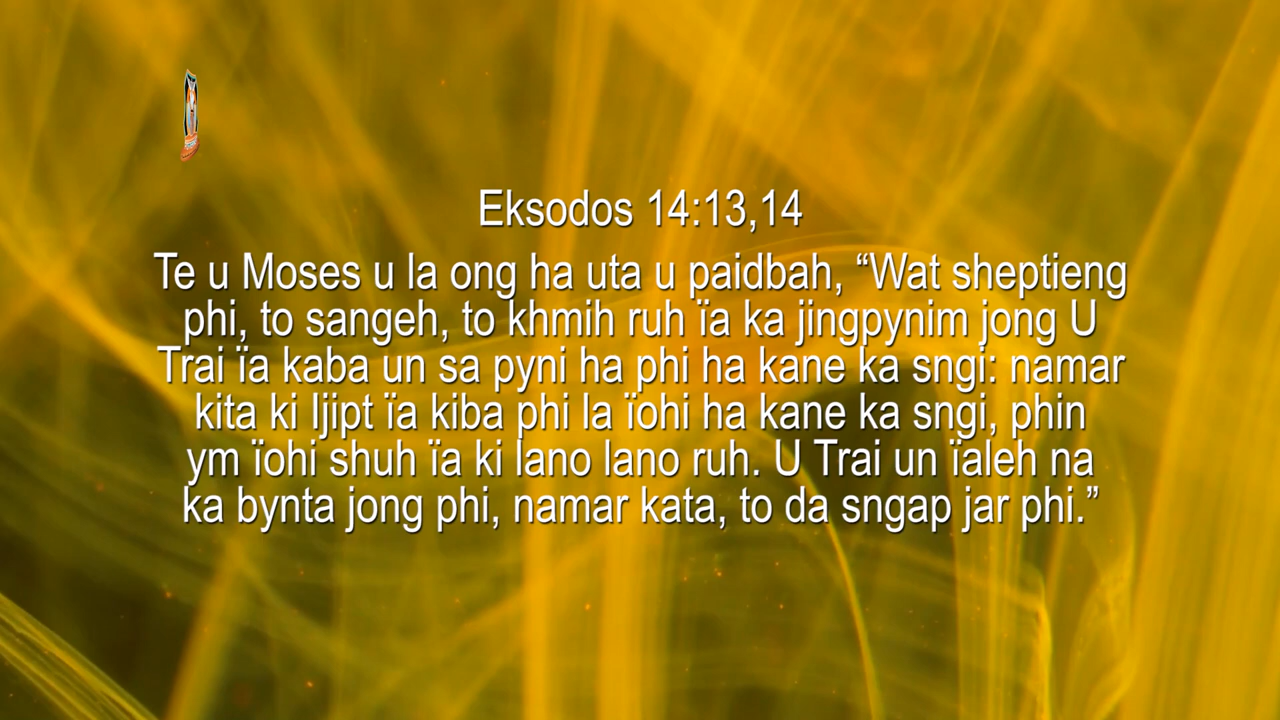 Eksodos 14:13,14
Te u Moses u la ong ha uta u paidbah, “Wat sheptieng
phi, to sangeh, to khmih ruh ïa ka jingpynim jong U
Trai ïa kaba un sa pyni ha phi ha kane ka sngi: namar
kita ki Ijipt ïa kiba phi la ïohi ha kane ka sngi, phin
ym ïohi shuh ïa ki lano lano ruh. U Trai un ïaleh na
ka bynta jong phi, namar kata, to da sngap jar phi.”